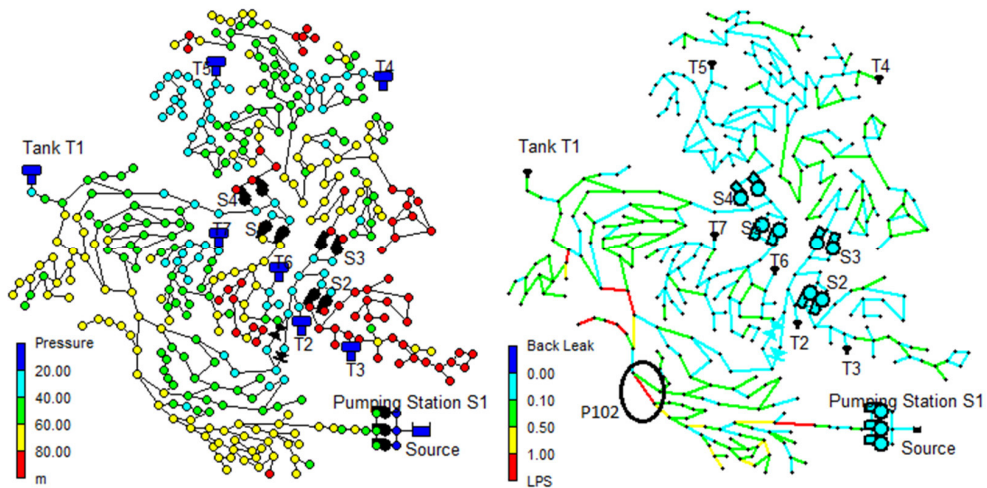 T5
T4
Tank T1
S4
S
7
T6
S3
S2
T2
T3
Pressure
20.00
40.00
60.00
80.00
m
Pumping Station S1
Source
T5
T4
Tank T1
S4
S
T7
T6
S3
S2
T2
T3
Back Leak
0.00
0.10
0.50
1.00
LPS
P102
Pumping Station S1
Source